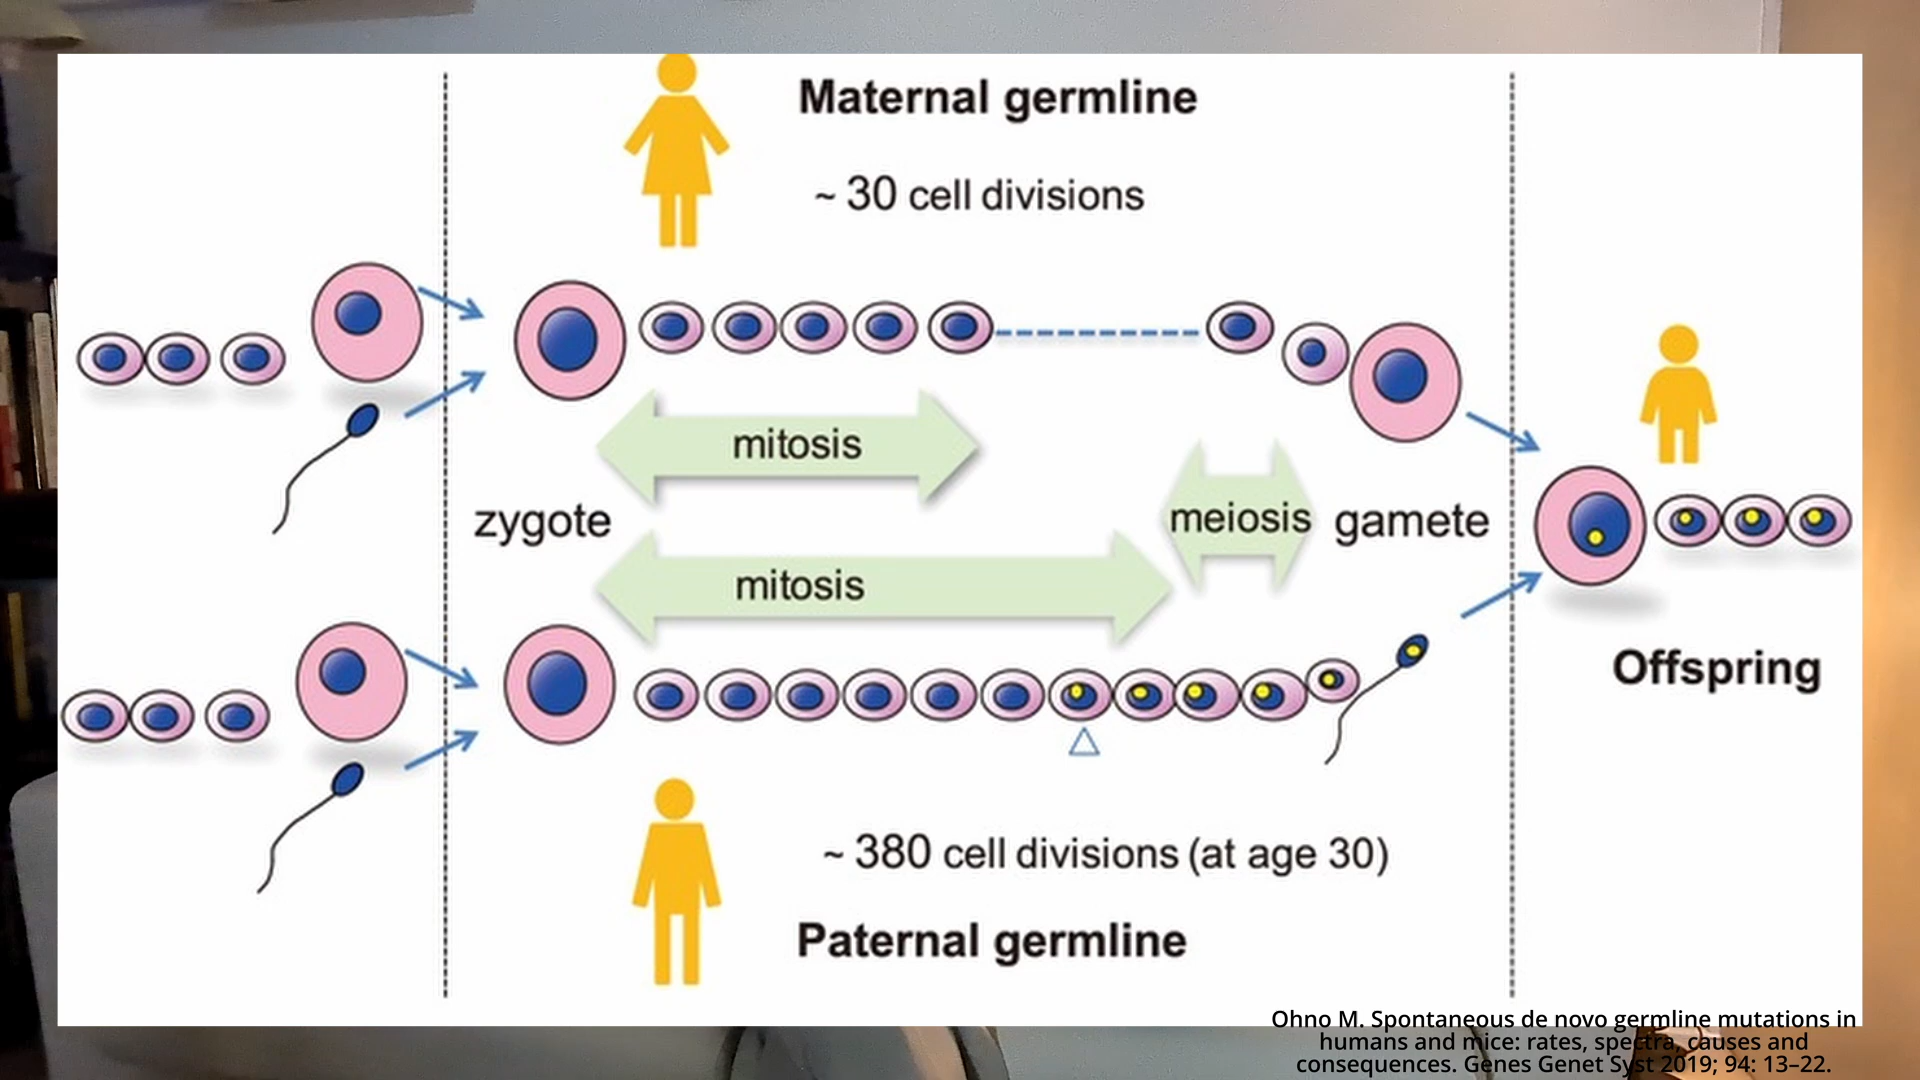 Maternal germline
~ 30 cell divisions
mitosis
zygote
meiosis
gamete
mitosis
Offspring
~ 380 cell divisions (at age 30)
Paternal germline
Ohno M. Spontaneous de novo germline mutations in
humans and mice: rates, spectra, causes and
consequences. Genes Genet Syst 2019; 94: 13–22.